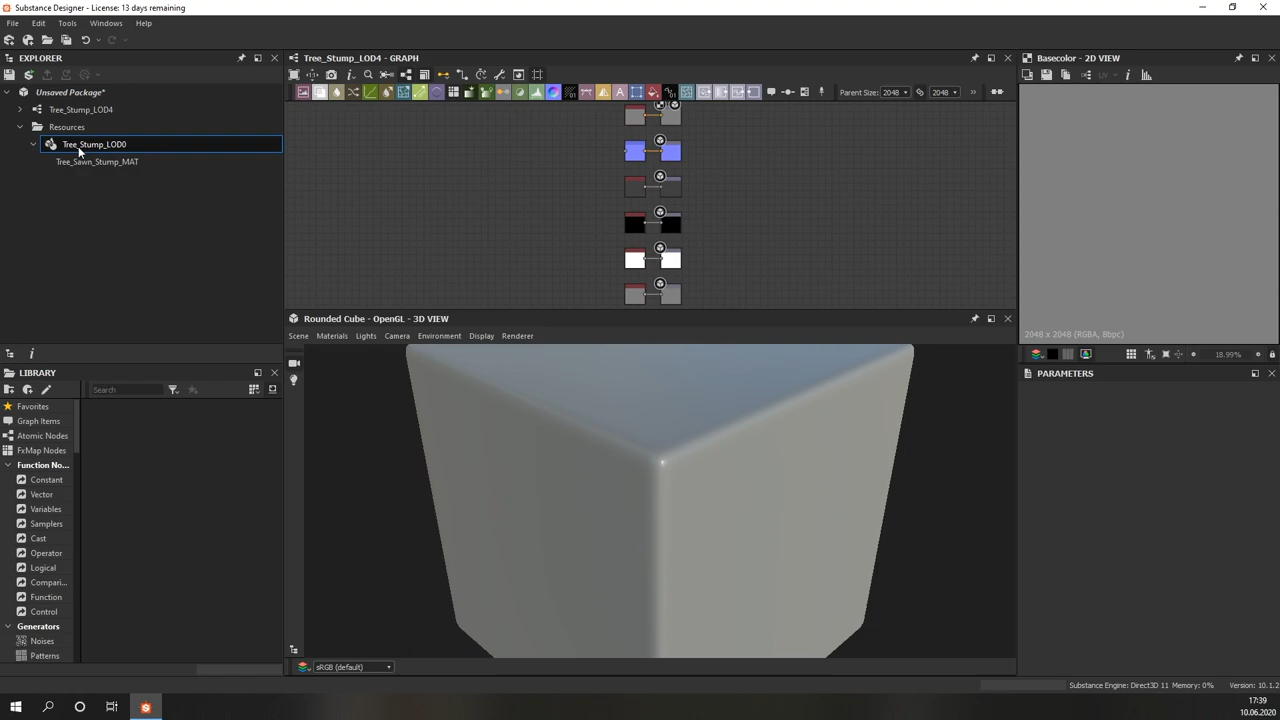 Substance Designer - License: 13 days remaining
File Edit Tools Windows Help
EXPLORER
Unsaved Package*
Tree_Stump_LOD4
Resources
Tree_Stump_LOD0
Tree_Sawn_Stump_MAT
Tree_Stump_LOD4 - GRAPH
Parent Size: 2048 2048
Basecolor - 2D VIEW
2048 x 2048 (RGBA, 8bpc)
18.99%
Rounded Cube - OpenGL - 3D VIEW
Scene Materials Lights Camera Environment Display Renderer
sRGB (default)
LIBRARY
Search
Favorites
Graph Items
Atomic Nodes
FxMap Nodes
Function No...
Constant
Vector
Variables
Samplers
Cast
Operator
Logical
Compari...
Function
Control
Generators
Noises
Patterns
PARAMETERS
Substance Engine: Direct3D 11 Memory: 0% Version: 10.1.2
17:39
10.06.2020